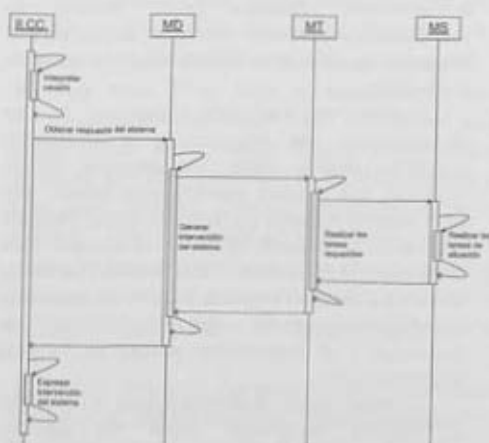 ILCC.
MD
MT
MS
Interpretar
usuario
Obtener respuesta del sistema
Generar
intervención
del sistema
Realizar las
tareas
requeridas
Realizar las
tareas de
situación
Expresar
intervención
del sistema